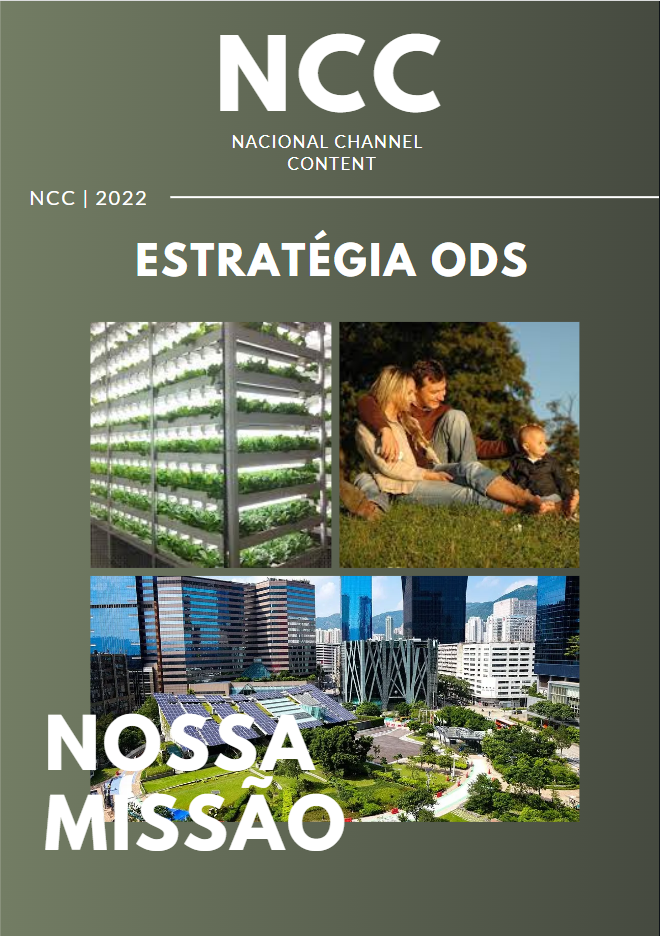 NCC
NACIONAL CHANNEL
CONTENT
NCC | 2022
ESTRATÉGIA ODS
NOSSA
MISSÃO